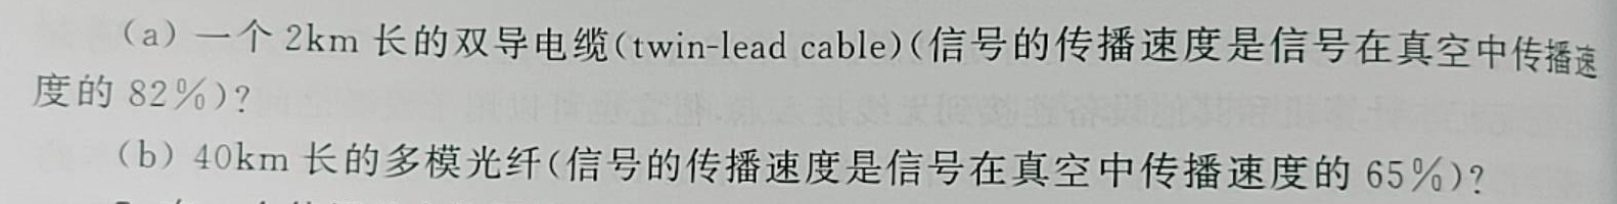 (a) 一个 2km 长的双导电缆(twin-lead cable)(信号的传播速度是信号在真空中传播速
度的 82%)?
(b) 40km 长的多模光纤(信号的传播速度是信号在真空中传播速度的 65%)?